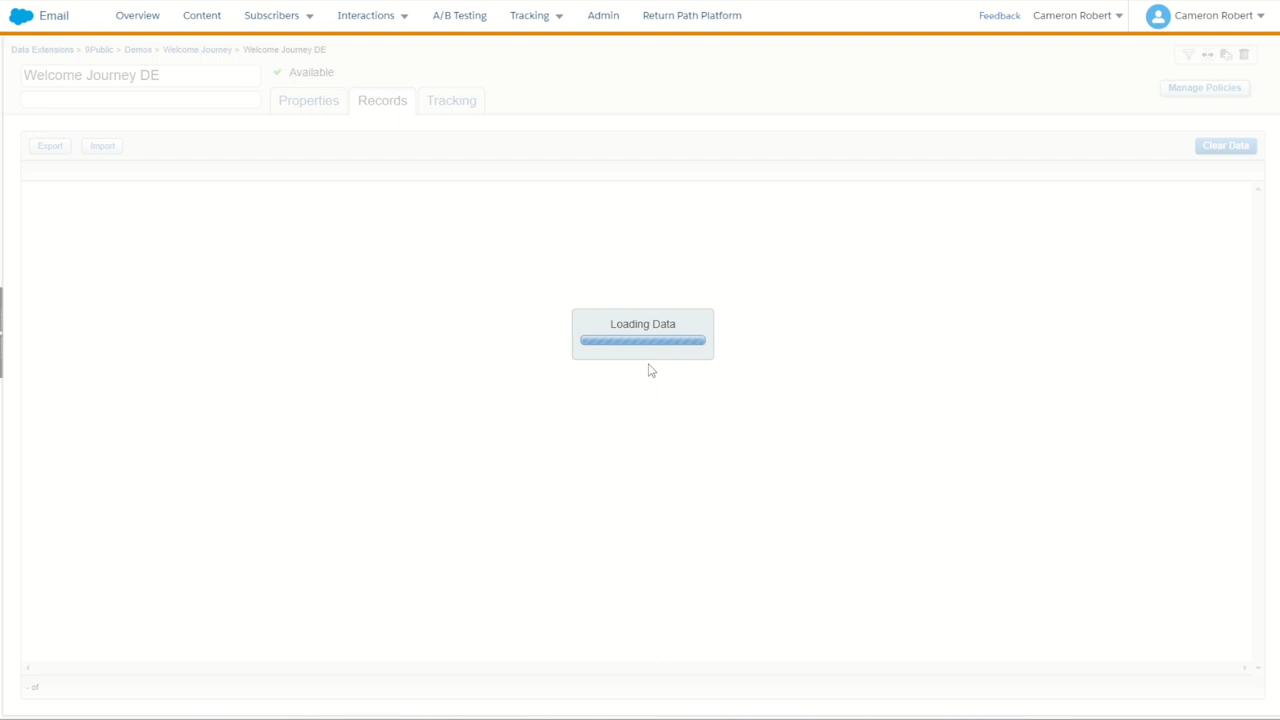 Email Overview Content Subscribers Interactions A/B Testing Tracking Admin Return Path Platform Feedback Cameron Robert Cameron Robert
Data Extensions > 9Public > Demos > Welcome Journey > Welcome Journey DE
Welcome Journey DE Available
Manage Policies
Properties Records Tracking
Export Import Clear Data
Loading Data
- of